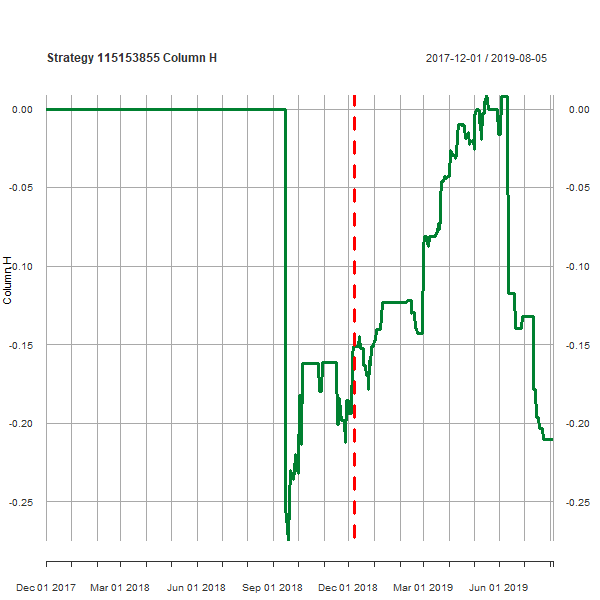 Strategy 115153855 Column H
2017-12-01 / 2019-08-05
0.00 0.00
-0.05 -0.05
-0.10 -0.10
-0.15 -0.15
-0.20 -0.20
-0.25 -0.25
Column H
Dec 01 2017 Mar 01 2018 Jun 01 2018 Sep 01 2018 Dec 01 2018 Mar 01 2019 Jun 01 2019